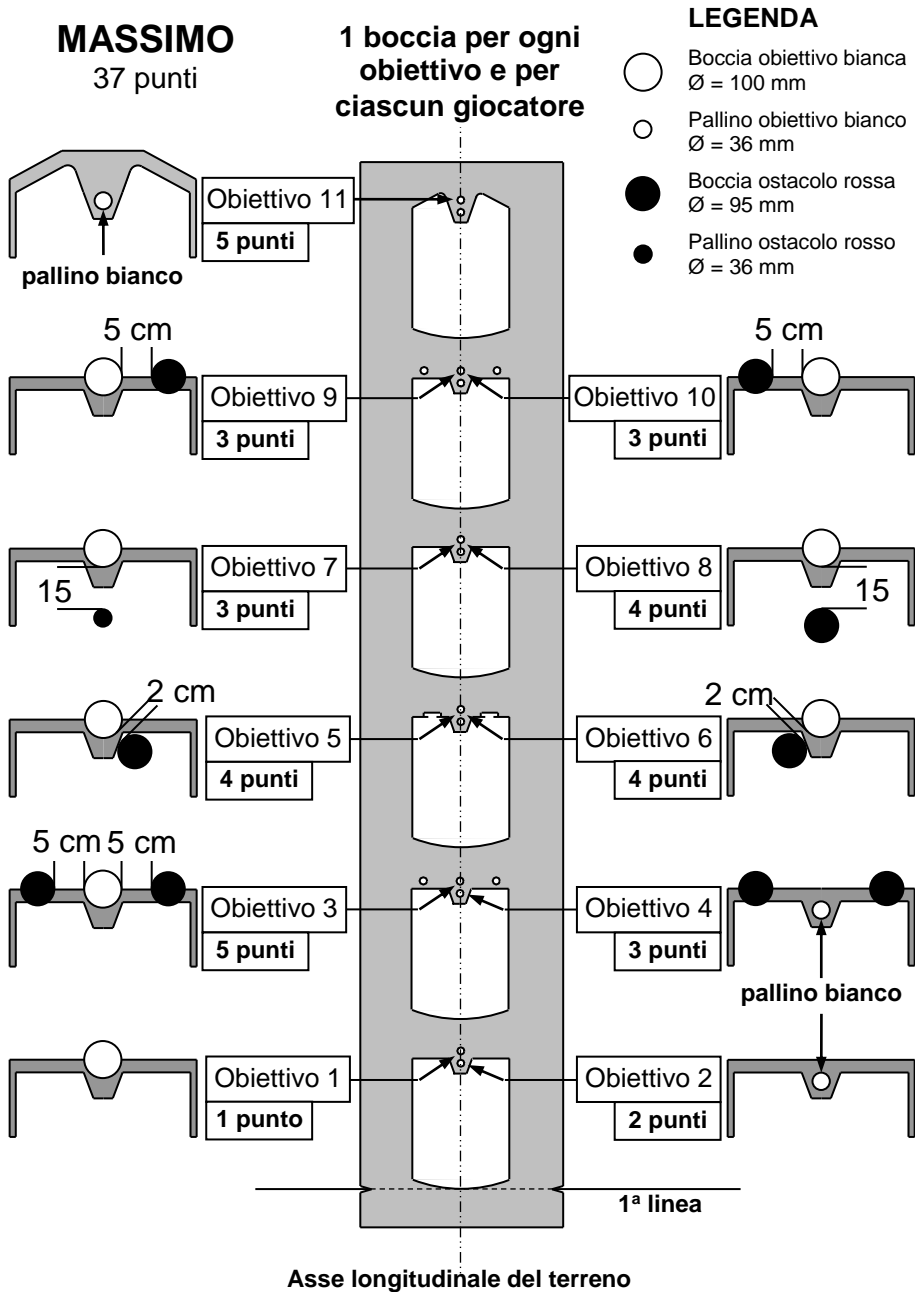 MASSIMO
37 punti
1 boccia per ogni
obiettivo e per
ciascun giocatore
LEGENDA
Boccia obiettivo bianca
Ø = 100 mm
Pallino obiettivo bianco
Ø = 36 mm
Boccia ostacolo rossa
Ø = 95 mm
Pallino ostacolo rosso
Ø = 36 mm
Obiettivo 11
5 punti
pallino bianco
5 cm
Obiettivo 9
3 punti
5 cm
Obiettivo 10
3 punti
15
Obiettivo 7
3 punti
Obiettivo 8
4 punti
15
2 cm
Obiettivo 5
4 punti
2 cm
Obiettivo 6
4 punti
5 cm 5 cm
Obiettivo 3
5 punti
Obiettivo 4
3 punti
pallino bianco
Obiettivo 1
1 punto
Obiettivo 2
2 punti
1ª linea
Asse longitudinale del terreno